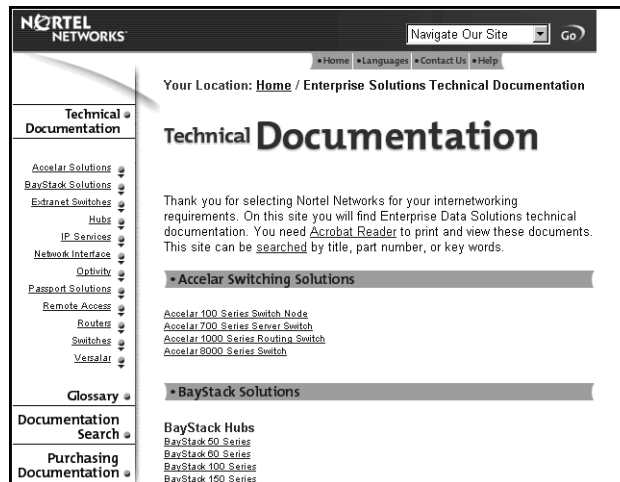 NORTEL
NETWORKS
Navigate Our Site
GO
•Home •Languages •Contact Us •Help
Your Location: Home / Enterprise Solutions Technical Documentation
Technical
Documentation
Accelar Solutions
BayStack Solutions
Extranet Switches
Hubs
IP Services
Network Interface
Optivity
Passport Solutions
Remote Access
Routers
Switches
Versalar
Glossary
Documentation
Search
Purchasing
Documentation
Technical Documentation
Thank you for selecting Nortel Networks for your internetworking
requirements. On this site you will find Enterprise Data Solutions technical
documentation. You need Acrobat Reader to print and view these documents.
This site can be searched by title, part number, or key words.
• Accelar Switching Solutions
Accelar 100 Series Switch Node
Accelar 700 Series Server Switch
Accelar 1000 Series Routing Switch
Accelar 8000 Series Switch
• BayStack Solutions
BayStack Hubs
BayStack 50 Series
BayStack 60 Series
BayStack 100 Series
BayStack 150 Series